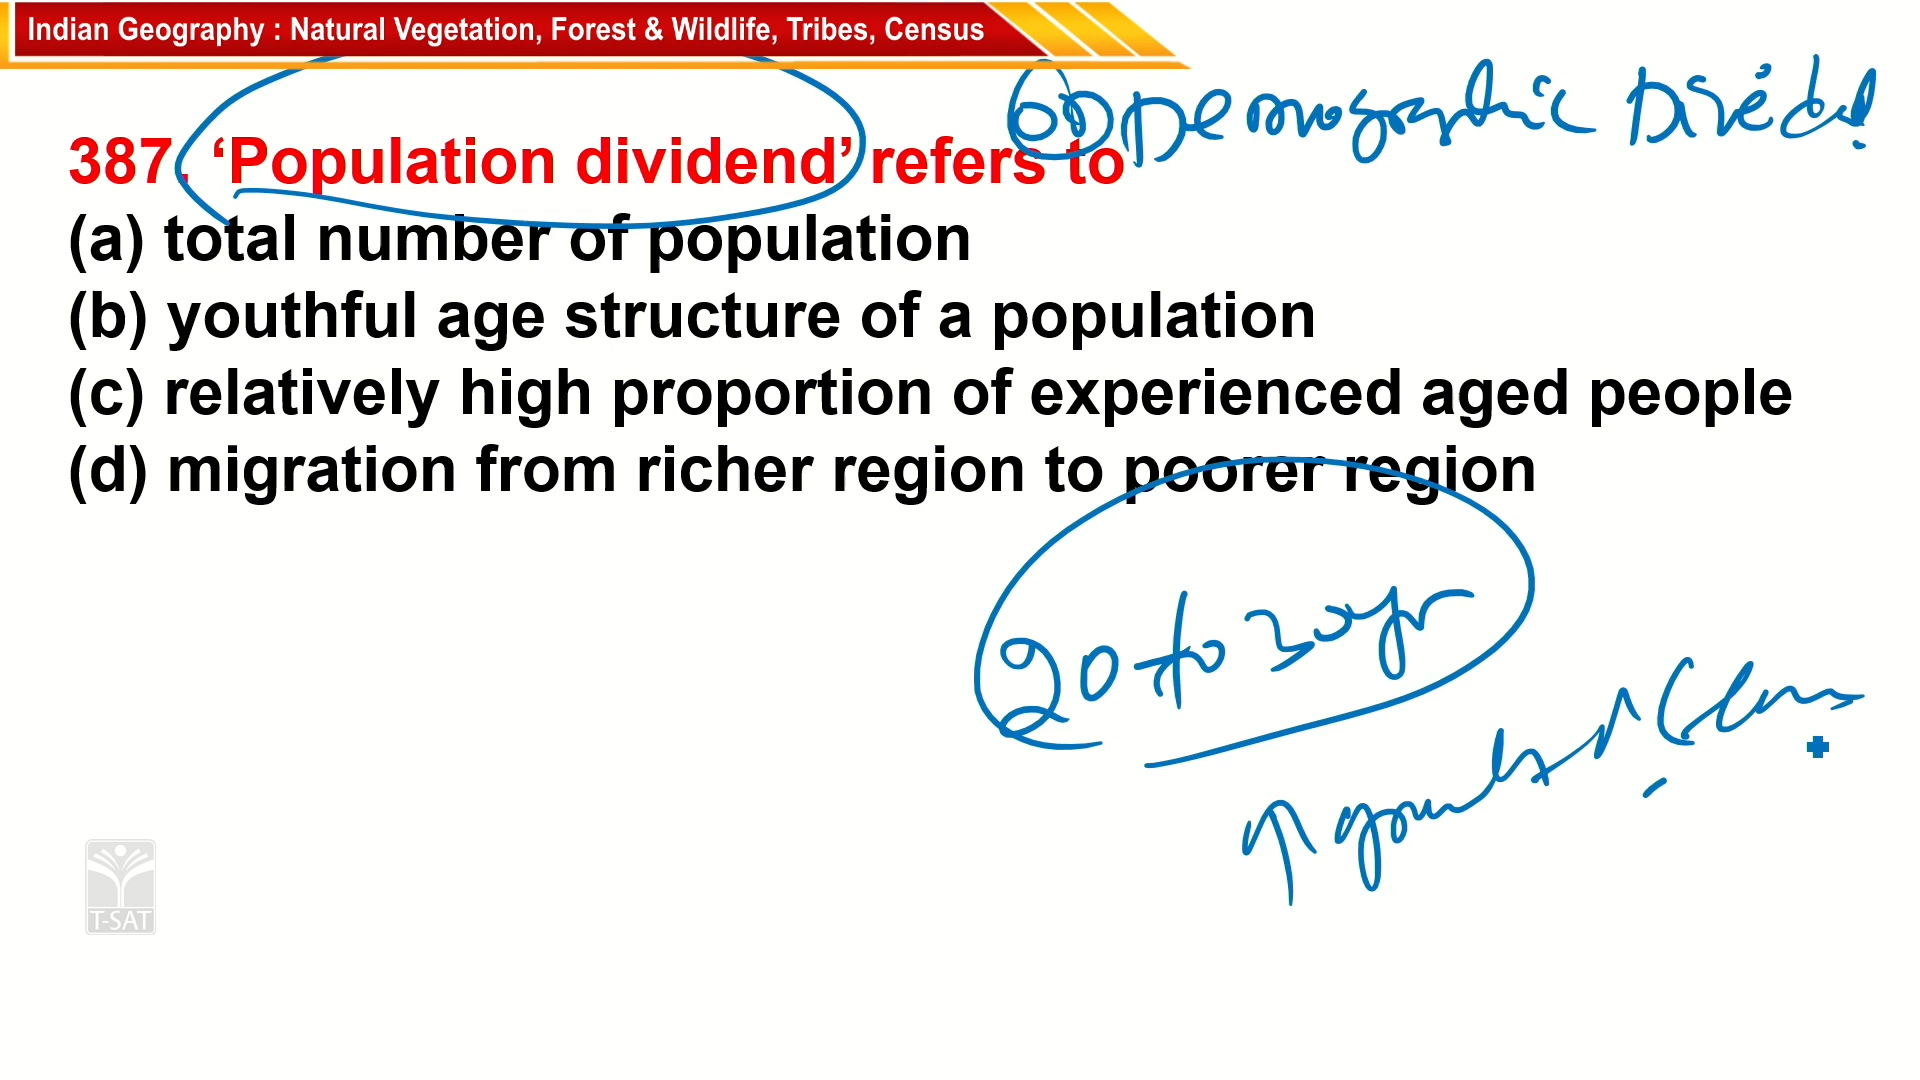 Indian Geography : Natural Vegetation, Forest & Wildlife, Tribes, Census
Demographic
387. ‘Population dividend’ refers to
(a) total number of population
(b) youthful age structure of a population
(c) relatively high proportion of experienced aged people
(d) migration from richer region to poorer region
20 to 30 yr
T-SAT